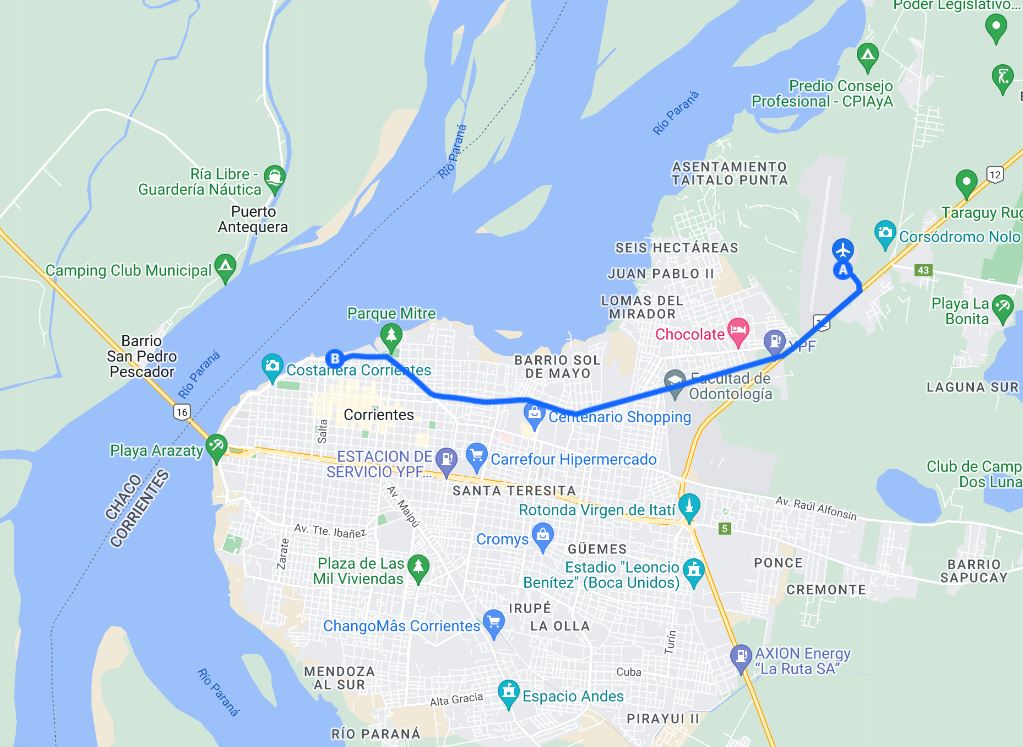 Poder Legislativo...
Predio Consejo
Profesional - CPIAyA
Río Paraná
Río Paraná
ASENTAMIENTO
TAITALO PUNTA
12
Ría Libre -
Guardería Náutica
Puerto
Antequera
Taraguy Rug
Corsódromo Nolo
SEIS HECTÁREAS
Camping Club Municipal
JUAN PABLO II
A
43
LOMAS DEL
MIRADOR
Playa La
Bonita
Parque Mitre
Chocolate
YPF
Barrio
San Pedro
Pescador
Río Paraná
B
Costanera Corrientes
BARRIO SOL
DE MAYO
Facultad de
Odontología
LAGUNA SUR
16
Corrientes
Salta
Centenario Shopping
Playa Arazaty
ESTACION DE
SERVICIO YPF...
Carrefour Hipermercado
Club de Camp
Dos Luna
CHACO
CORRIENTES
SANTA TERESITA
Av. Maipú
Rotonda Virgen de Itatí
Av. Raúl Alfonsín
5
Av. Tte. Ibañez
Zarate
Cromys
GÜEMES
Plaza de Las
Mil Viviendas
Estadio "Leoncio
Benítez" (Boca Unidos)
PONCE
BARRIO
SAPUCAY
CREMONTE
IRUPÉ
LA OLLA
ChangoMâs Corrientes
Turín
AXION Energy
“La Ruta SA”
MENDOZA
AL SUR
Cuba
Río Paraná
Alta Gracia
Espacio Andes
PIRAYUI II
RÍO PARANÁ